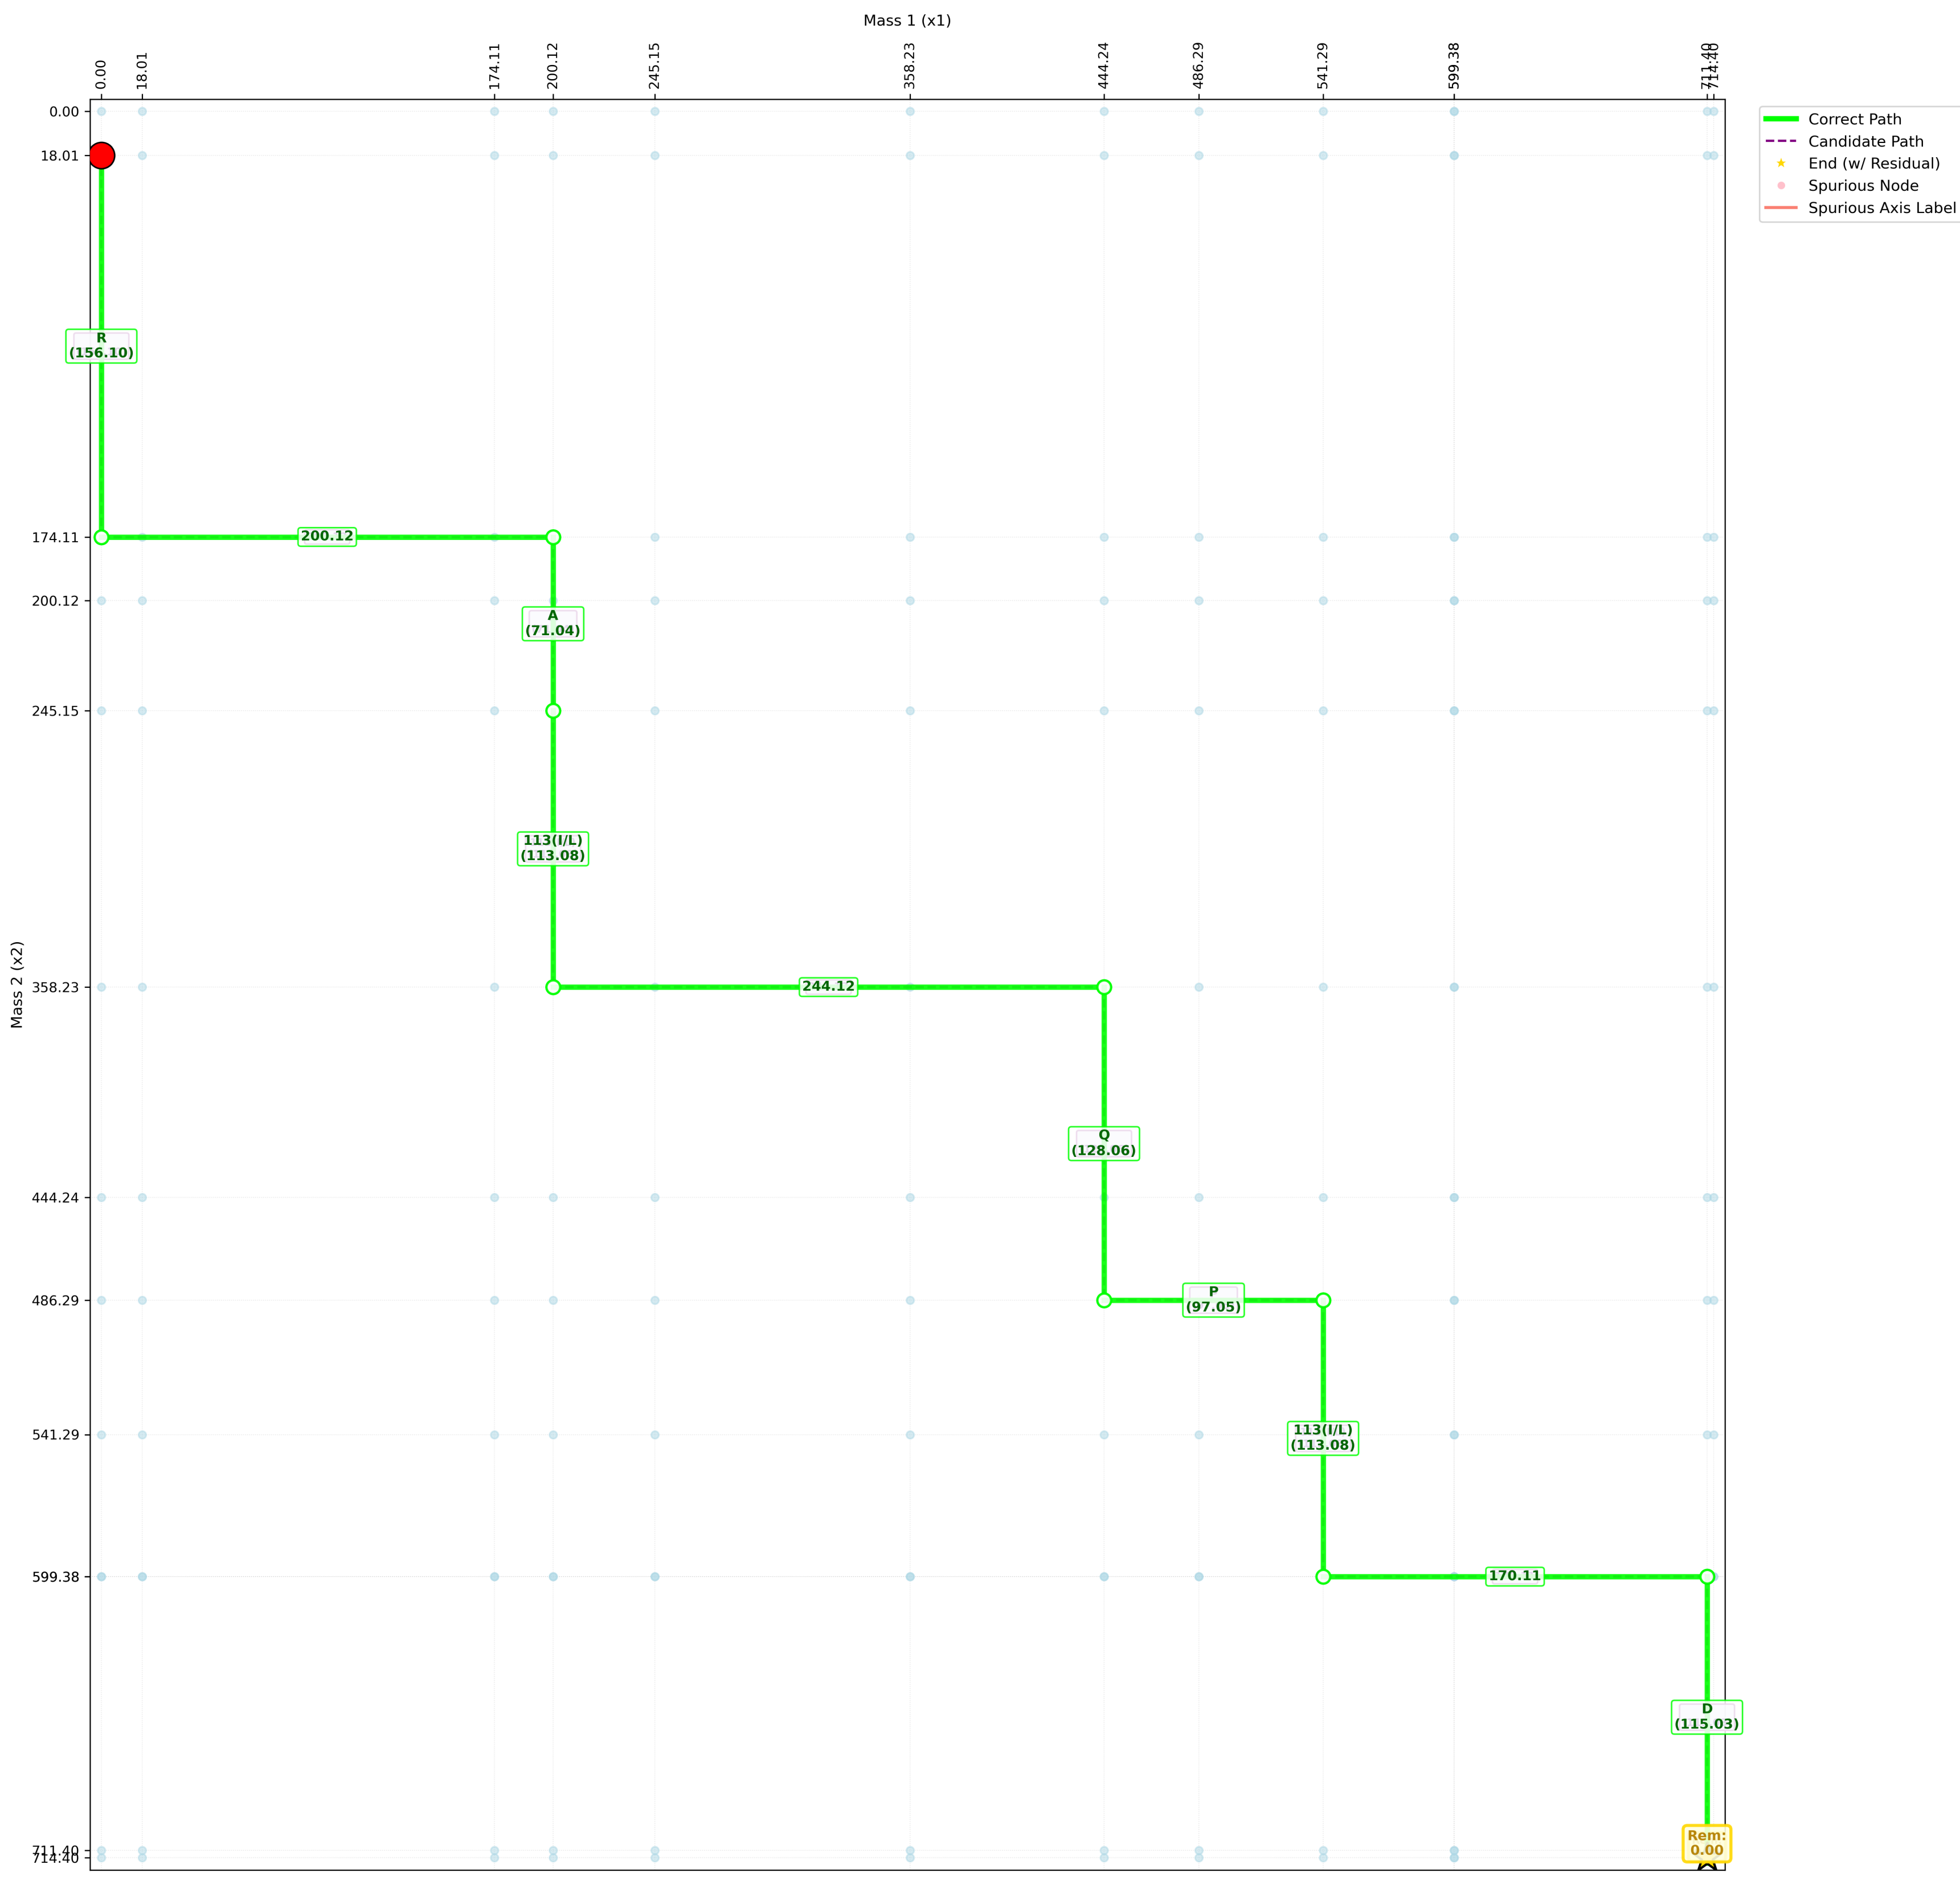 Mass 1 (x1)
0.00
18.01
174.11
200.12
245.15
358.23
444.24
486.29
541.29
599.38
711.40
714.40
Correct Path
Candidate Path
End (w/ Residual)
Spurious Node
Spurious Axis Label
Mass 2 (x2)
0.00
18.01
174.11
200.12
245.15
358.23
444.24
486.29
541.29
599.38
711.40
714.40
R
(156.10)
200.12
A
(71.04)
113(I/L)
(113.08)
244.12
Q
(128.06)
P
(97.05)
113(I/L)
(113.08)
170.11
D
(115.03)
Rem:
0.00